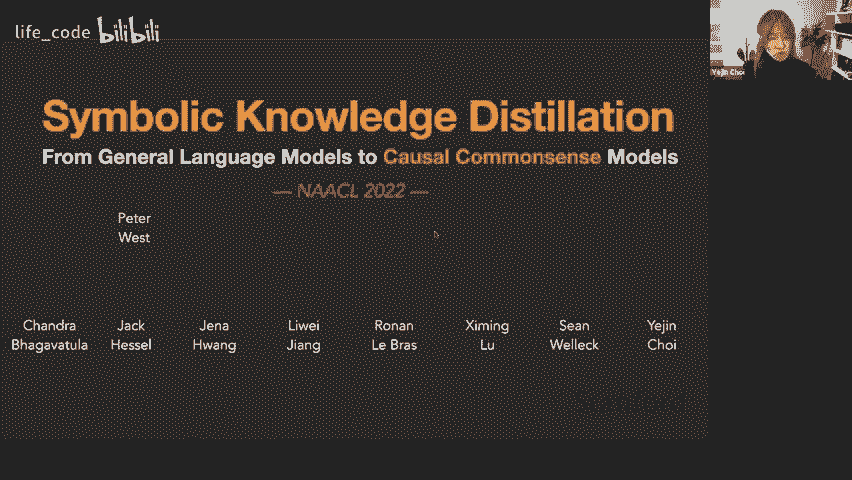 life_code bilibili
Yejin Choi
Symbolic Knowledge Distillation
From General Language Models to Causal Commonsense Models
— NAACL 2022 —
Peter
West
Chandra Jack Jena Liwei Ronan Ximing Sean Yejin
Bhagavatula Hessel Hwang Jiang Le Bras Lu Welleck Choi